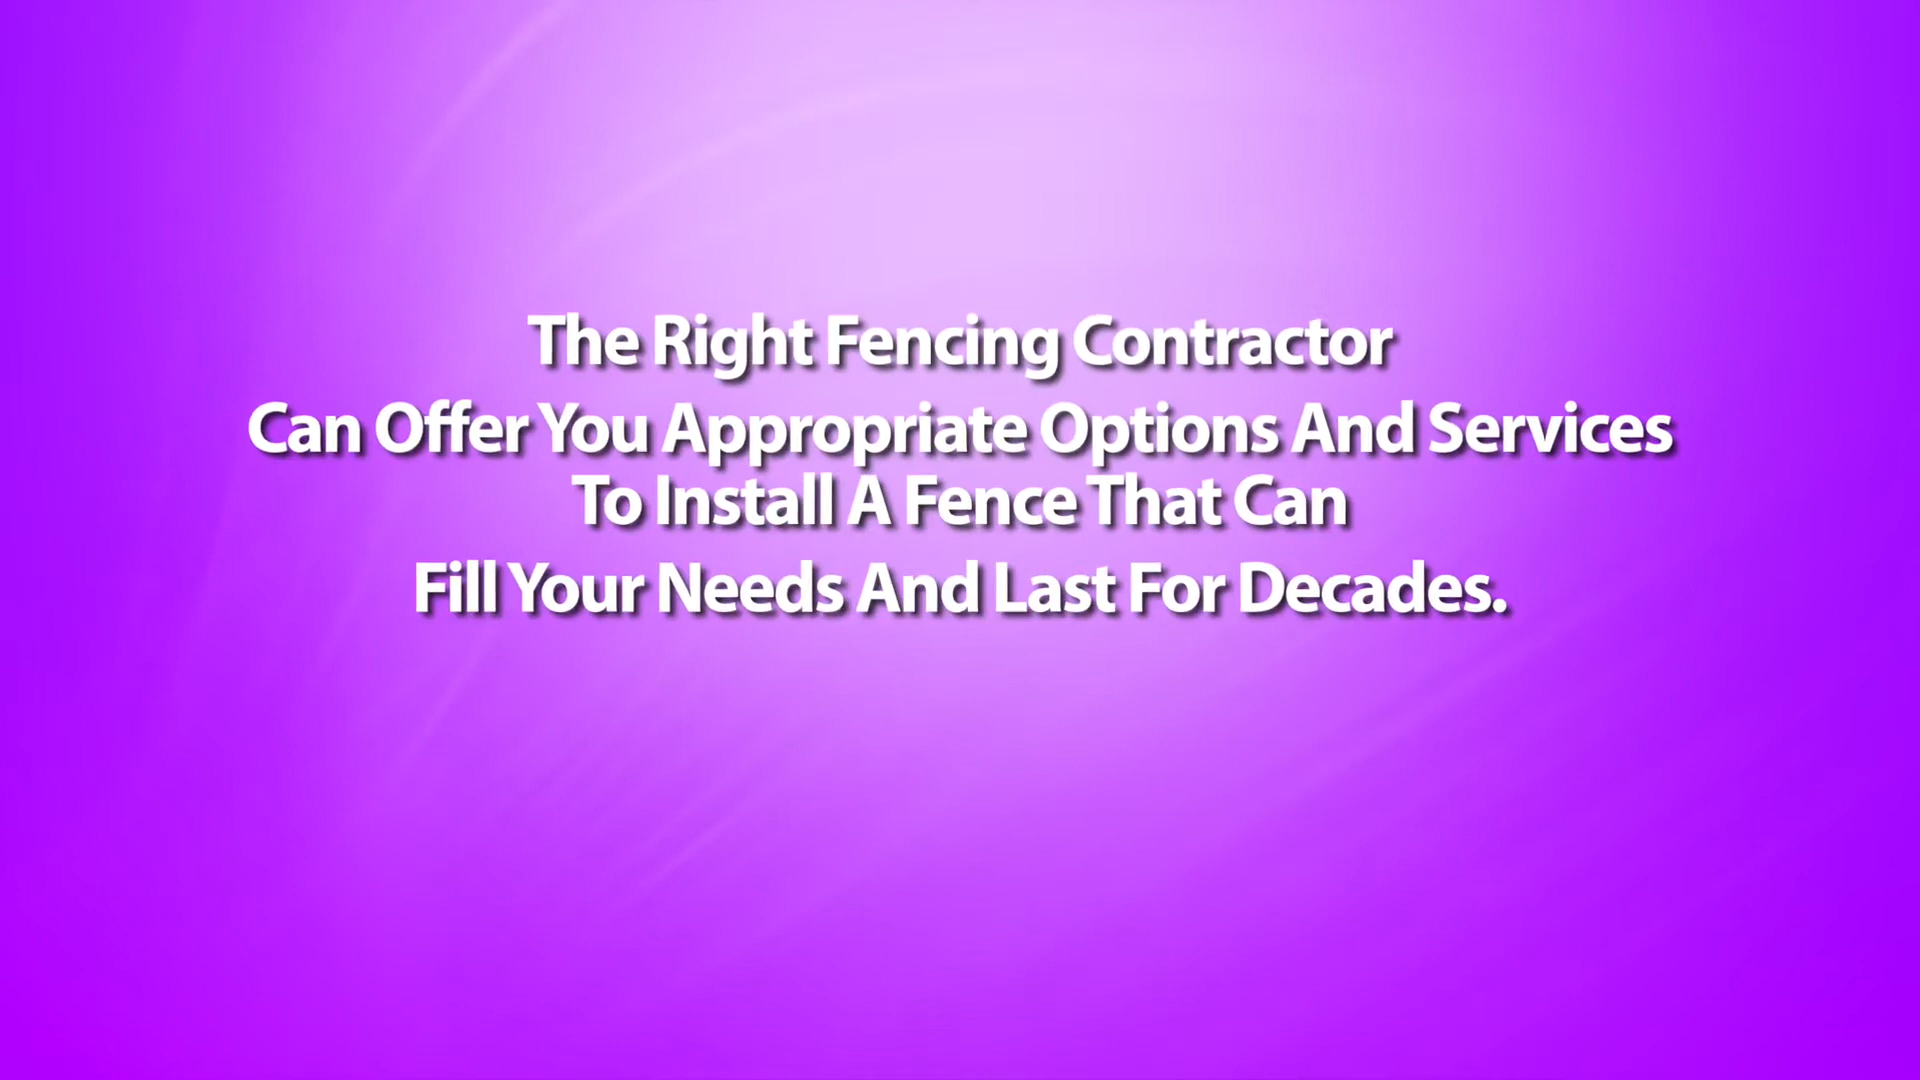 The Right Fencing Contractor
Can Offer You Appropriate Options And Services
To Install A Fence That Can
Fill Your Needs And Last For Decades.